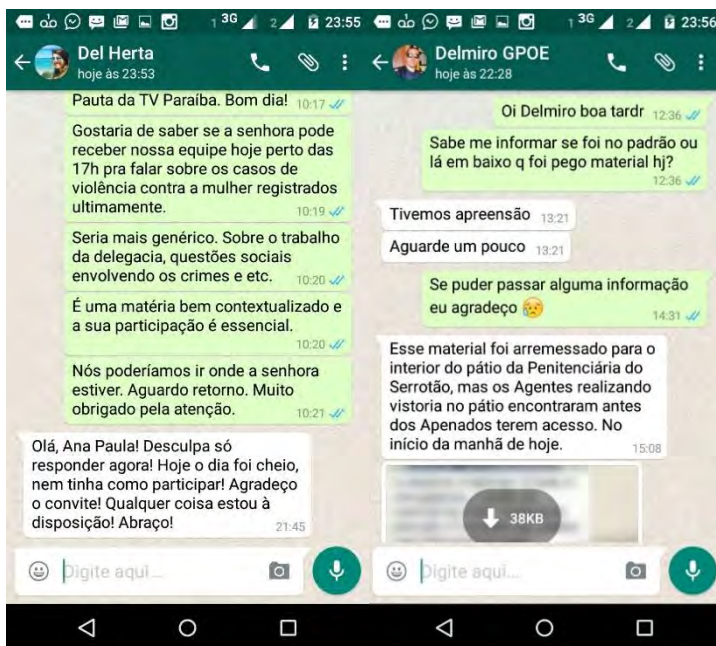 1 3G 2 23:55
Del Herta
hoje às 23:53
Pauta da TV Paraíba. Bom dia! 10:17
Gostaria de saber se a senhora pode
receber nossa equipe hoje perto das
17h pra falar sobre os casos de
violência contra a mulher registrados
ultimamente. 10:19
Seria mais genérico. Sobre o trabalho
da delegacia, questões sociais
envolvendo os crimes e etc. 10:20
É uma matéria bem contextualizado e
a sua participação é essencial.
10:20
Nós poderíamos ir onde a senhora
estiver. Aguardo retorno. Muito
obrigado pela atenção. 10:21
Olá, Ana Paula! Desculpa só
responder agora! Hoje o dia foi cheio,
nem tinha como participar! Agradeço
o convite! Qualquer coisa estou à
disposição! Abraço! 21:45
Digite aqui...
1 3G 2 23:56
Delmiro GPOE
hoje às 22:28
Oi Delmiro boa tardr 12:36
Sabe me informar se foi no padrão ou
lá em baixo q foi pego material hj?
12:36
Tivemos apreensão 13:21
Aguarde um pouco 13:21
Se puder passar alguma informação
eu agradeço 😥 14:31
Esse material foi arremessado para o
interior do pátio da Penitenciária do
Serrotão, mas os Agentes realizando
vistoria no pátio encontraram antes
dos Apenados terem acesso. No
início da manhã de hoje. 15:08
38KB
Digite aqui...